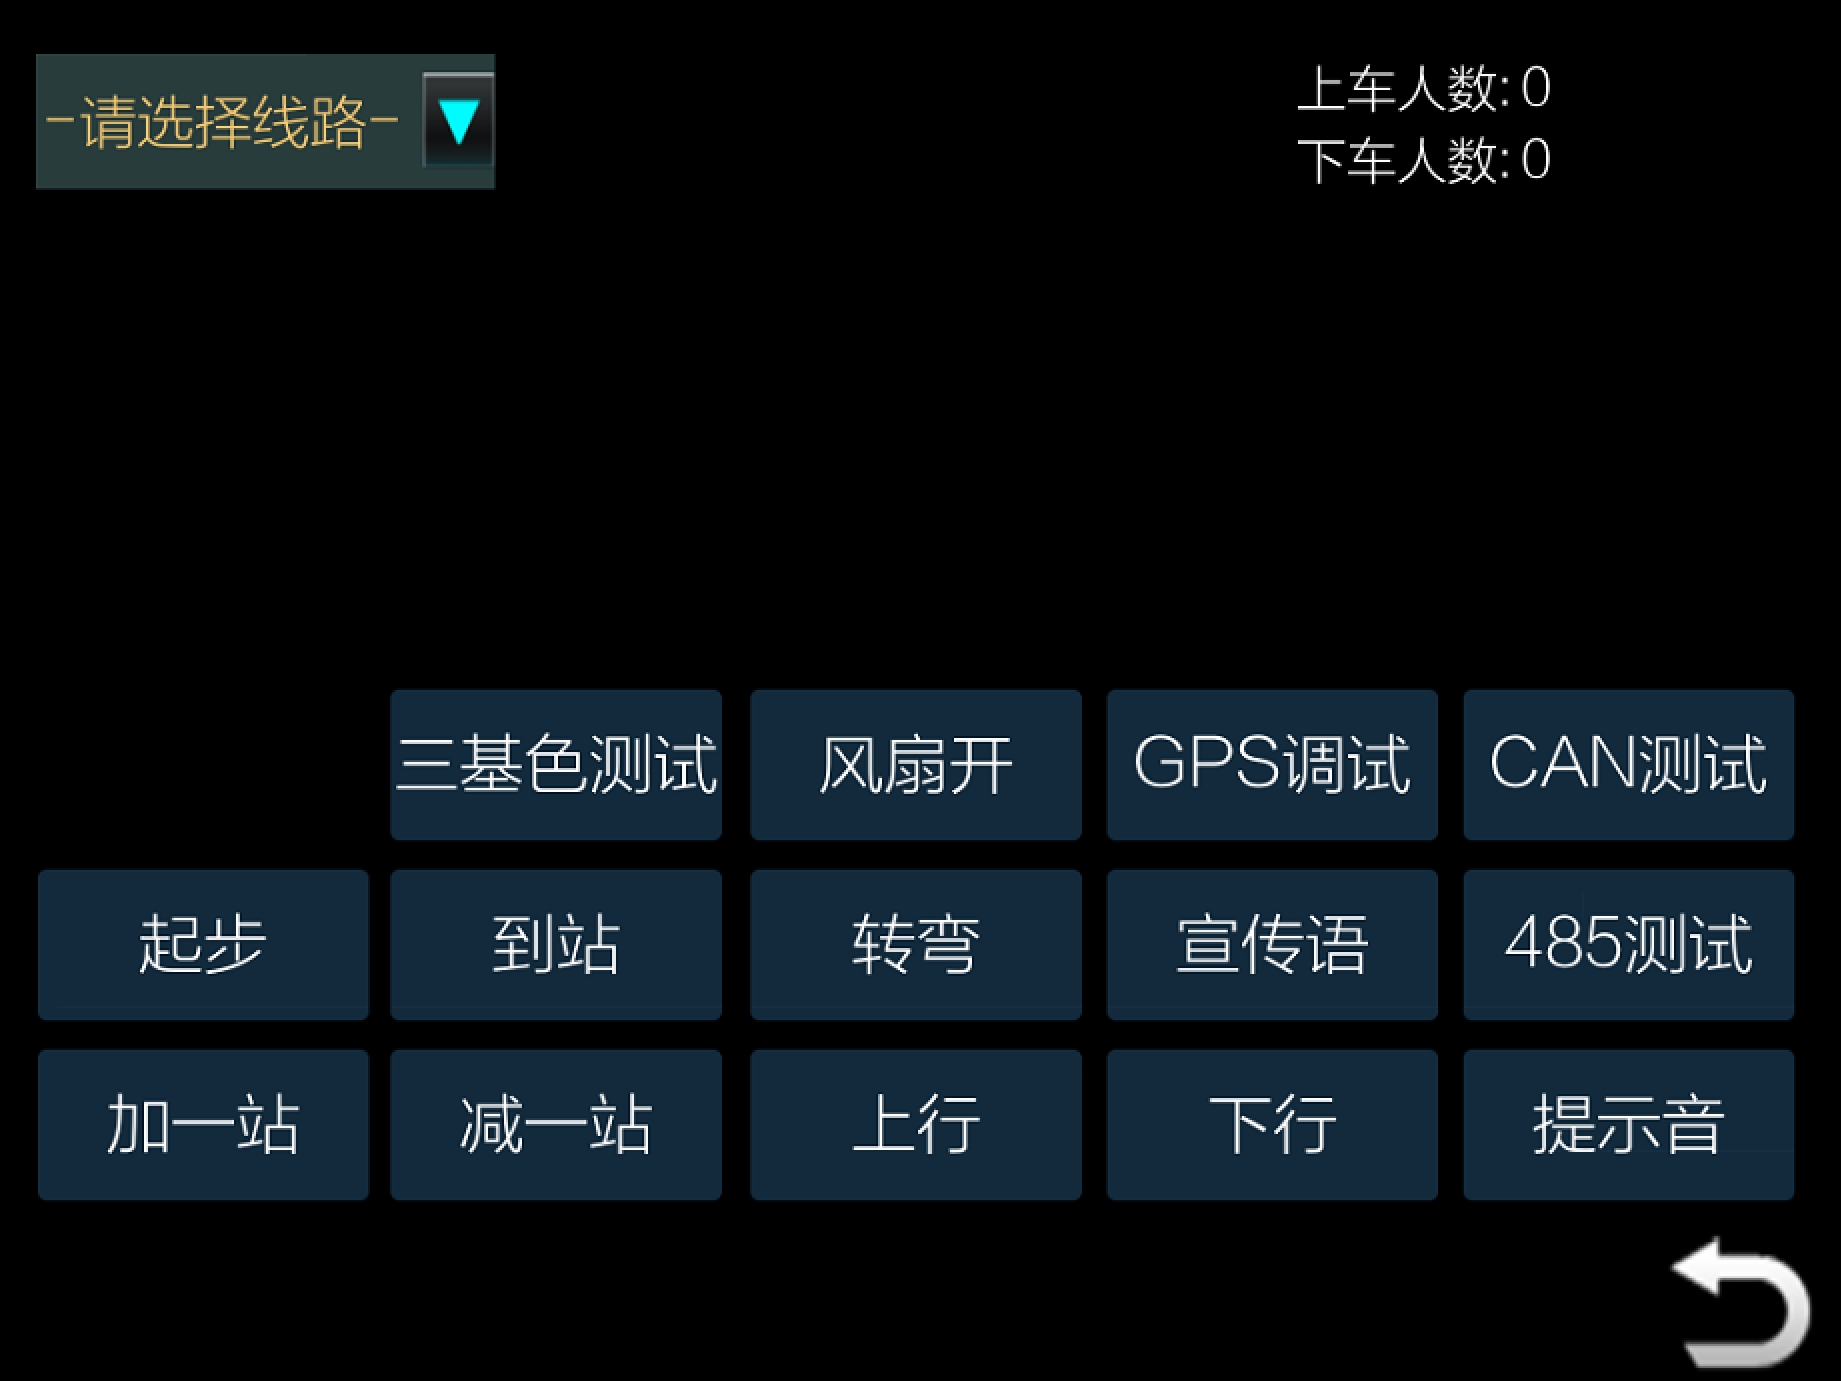 -请选择线路-
上车人数: 0
下车人数: 0
三基色测试 风扇开 GPS调试 CAN测试
起步 到站 转弯 宣传语 485测试
加一站 减一站 上行 下行 提示音